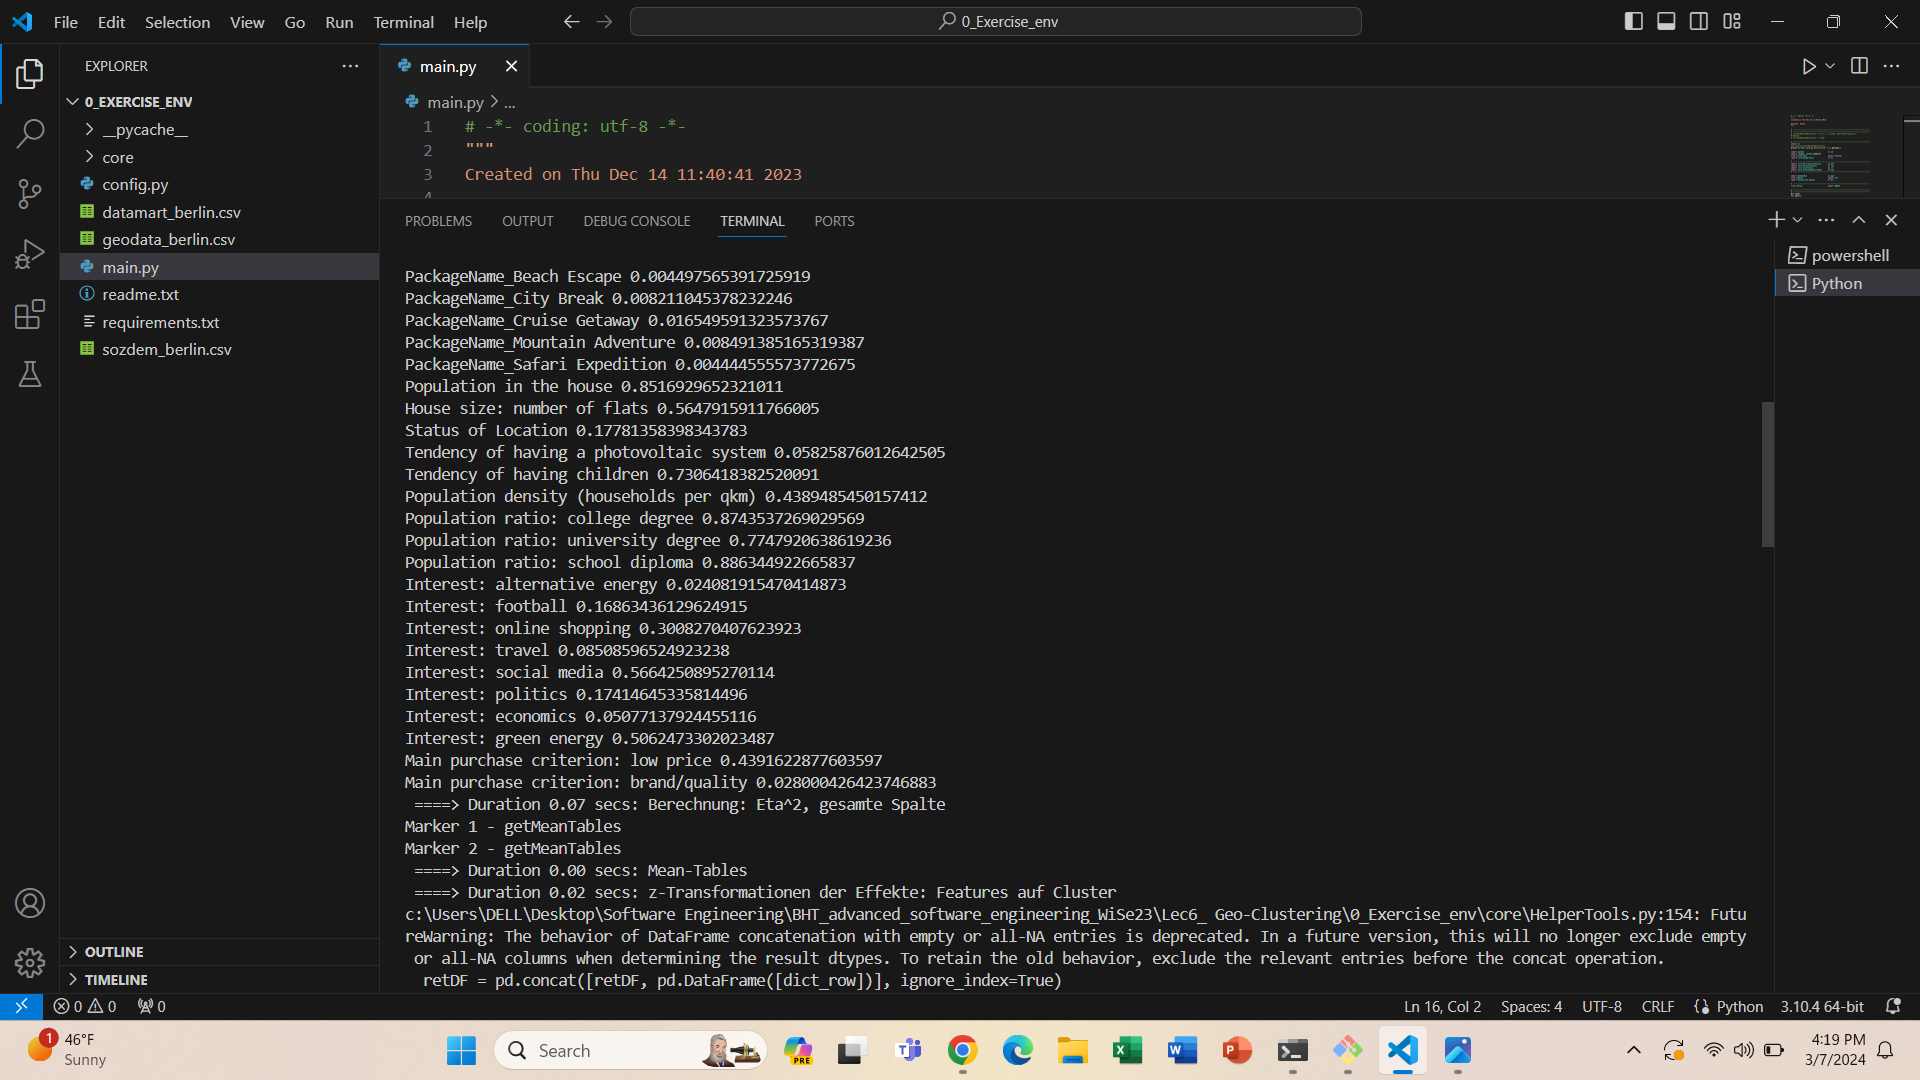 File Edit Selection View Go Run Terminal Help
0_Exercise_env
EXPLORER
0_EXERCISE_ENV
__pycache__
core
config.py
datamart_berlin.csv
geodata_berlin.csv
main.py
readme.txt
requirements.txt
sozdem_berlin.csv
OUTLINE
TIMELINE
main.py
main.py > ...
1 # -*- coding: utf-8 -*-
2 """
3 Created on Thu Dec 14 11:40:41 2023
4
PROBLEMS OUTPUT DEBUG CONSOLE TERMINAL PORTS
powershell
Python
PackageName_Beach Escape 0.004497565391725919
PackageName_City Break 0.008211045378232246
PackageName_Cruise Getaway 0.016549591323573767
PackageName_Mountain Adventure 0.008491385165319387
PackageName_Safari Expedition 0.004444555573772675
Population in the house 0.8516929652321011
House size: number of flats 0.5647915911766005
Status of Location 0.17781358398343783
Tendency of having a photovoltaic system 0.05825876012642505
Tendency of having children 0.7306418382520091
Population density (households per qkm) 0.4389485450157412
Population ratio: college degree 0.8743537269029569
Population ratio: university degree 0.7747920638619236
Population ratio: school diploma 0.886344922665837
Interest: alternative energy 0.024081915470414873
Interest: football 0.16863436129624915
Interest: online shopping 0.3008270407623923
Interest: travel 0.08508596524923238
Interest: social media 0.5664250895270114
Interest: politics 0.17414645335814496
Interest: economics 0.05077137924455116
Interest: green energy 0.5062473302023487
Main purchase criterion: low price 0.4391622877603597
Main purchase criterion: brand/quality 0.028000426423746883
====> Duration 0.07 secs: Berechnung: Eta^2, gesamte Spalte
Marker 1 - getMeanTables
Marker 2 - getMeanTables
====> Duration 0.00 secs: Mean-Tables
====> Duration 0.02 secs: z-Transformationen der Effekte: Features auf Cluster
c:\Users\DELL\Desktop\Software Engineering\BHT_advanced_software_engineering_WiSe23\Lec6_ Geo-Clustering\0_Exercise_env\core\HelperTools.py:154: Futu
reWarning: The behavior of DataFrame concatenation with empty or all-NA entries is deprecated. In a future version, this will no longer exclude empty
or all-NA columns when determining the result dtypes. To retain the old behavior, exclude the relevant entries before the concat operation.
retDF = pd.concat([retDF, pd.DataFrame([dict_row])], ignore_index=True)
0 0 0
Ln 16, Col 2 Spaces: 4 UTF-8 CRLF Python 3.10.4 64-bit
1
46°F
Sunny
Search
PRE
4:19 PM
3/7/2024